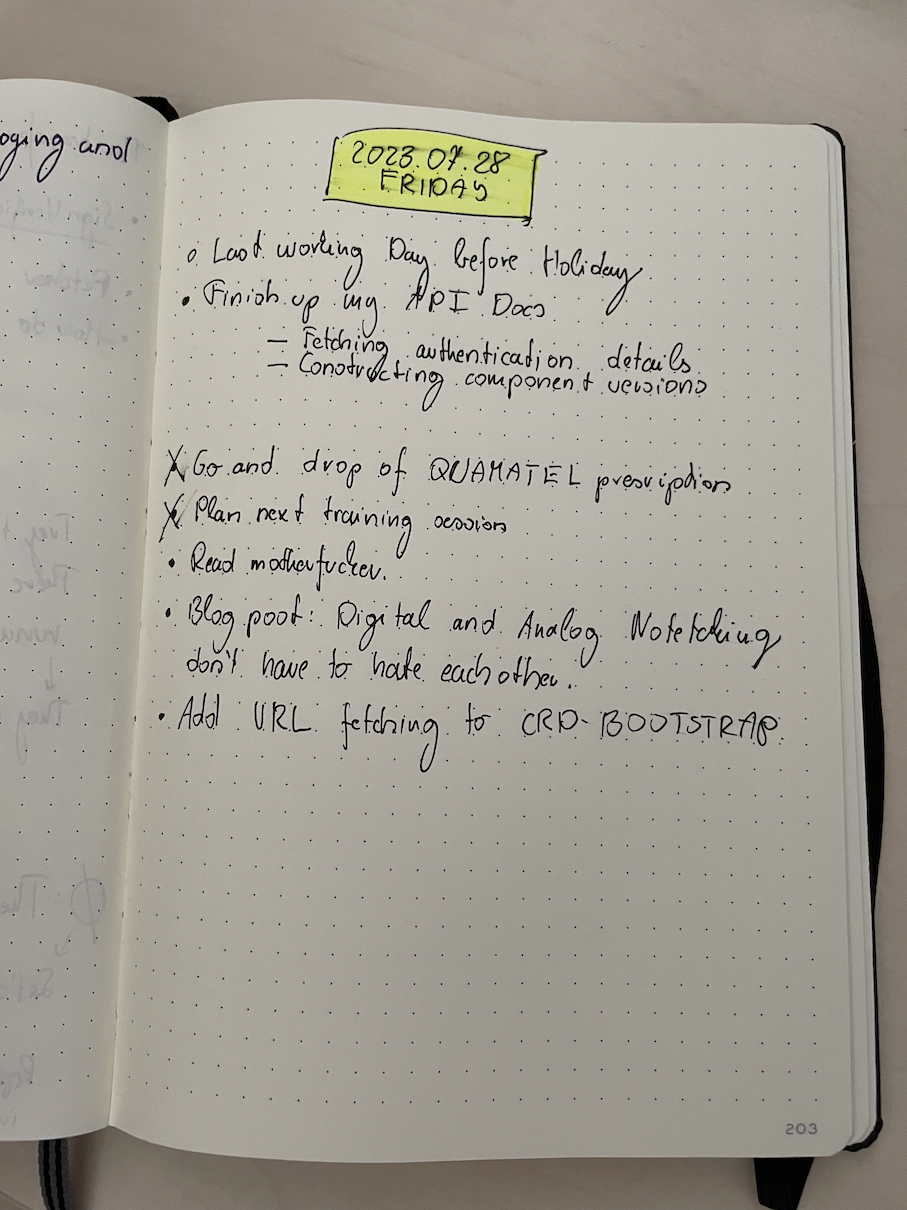 oging and
2023.07.28
FRIDAY
o Last working Day before Holiday
• Finish up my API Docs
— Fetching authentication details
— Constructing component versions
X Go and drop of QUAMATEL prescription
X Plan next training session
• Read motherfucker.
• Blog post: Digital and Analog Notetking
don't have to hate each other.
• Add URL fetching to CRD-BOOTSTRAP
203